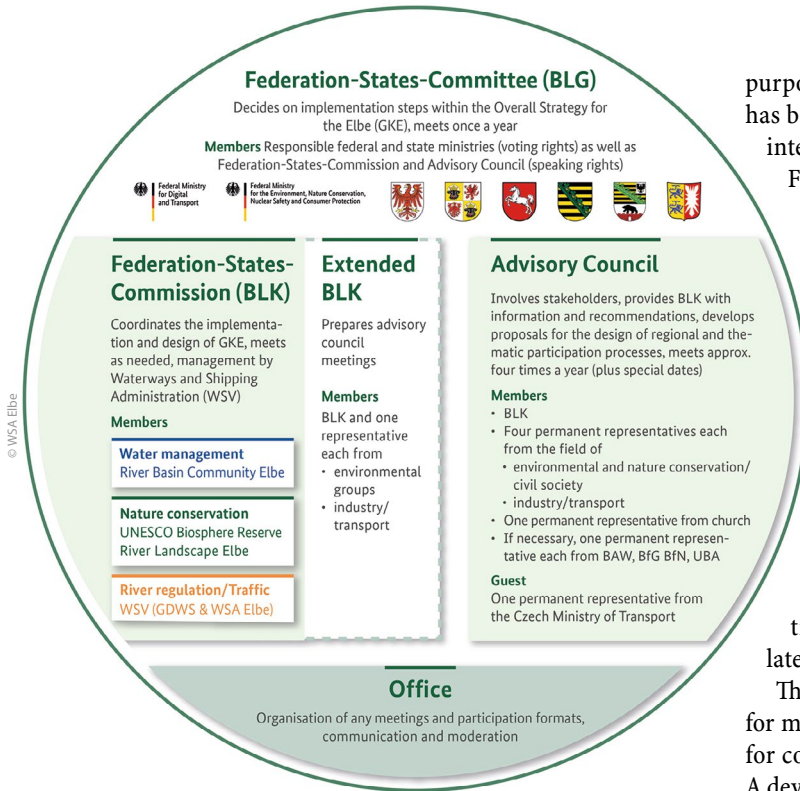 Federation-States-Committee (BLG)
Decides on implementation steps within the Overall Strategy for
the Elbe (GKE), meets once a year
Members Responsible federal and state ministries (voting rights) as well as
Federation-States-Commission and Advisory Council (speaking rights)
Federal Ministry
for Digital
and Transport
Federal Ministry
for the Environment, Nature Conservation,
Nuclear Safety and Consumer Protection
Federation-States-
Commission (BLK)
Coordinates the implementa-
tion and design of GKE, meets
as needed, management by
Waterways and Shipping
Administration (WSV)
Members
Water management
River Basin Community Elbe
Nature conservation
UNESCO Biosphere Reserve
River Landscape Elbe
River regulation/Traffic
WSV (GDWS & WSA Elbe)
Extended
BLK
Prepares advisory
council
meetings
Members
BLK and one
representative
each from
• environmental
groups
• industry/
transport
Advisory Council
Involves stakeholders, provides BLK with
information and recommendations, develops
proposals for the design of regional and the-
matic participation processes, meets approx.
four times a year (plus special dates)
Members
• BLK
• Four permanent representatives each
from the field of
• environmental and nature conservation/
civil society
• industry/transport
• One permanent representative from church
• If necessary, one permanent represen-
tative each from BAW, BfG BfN, UBA
Guest
One permanent representative from
the Czech Ministry of Transport
Office
Organisation of any meetings and participation formats,
communication and moderation
© WSA Elbe
purpo
has b
inte
F
t
late
Th
for m
for co
A dev